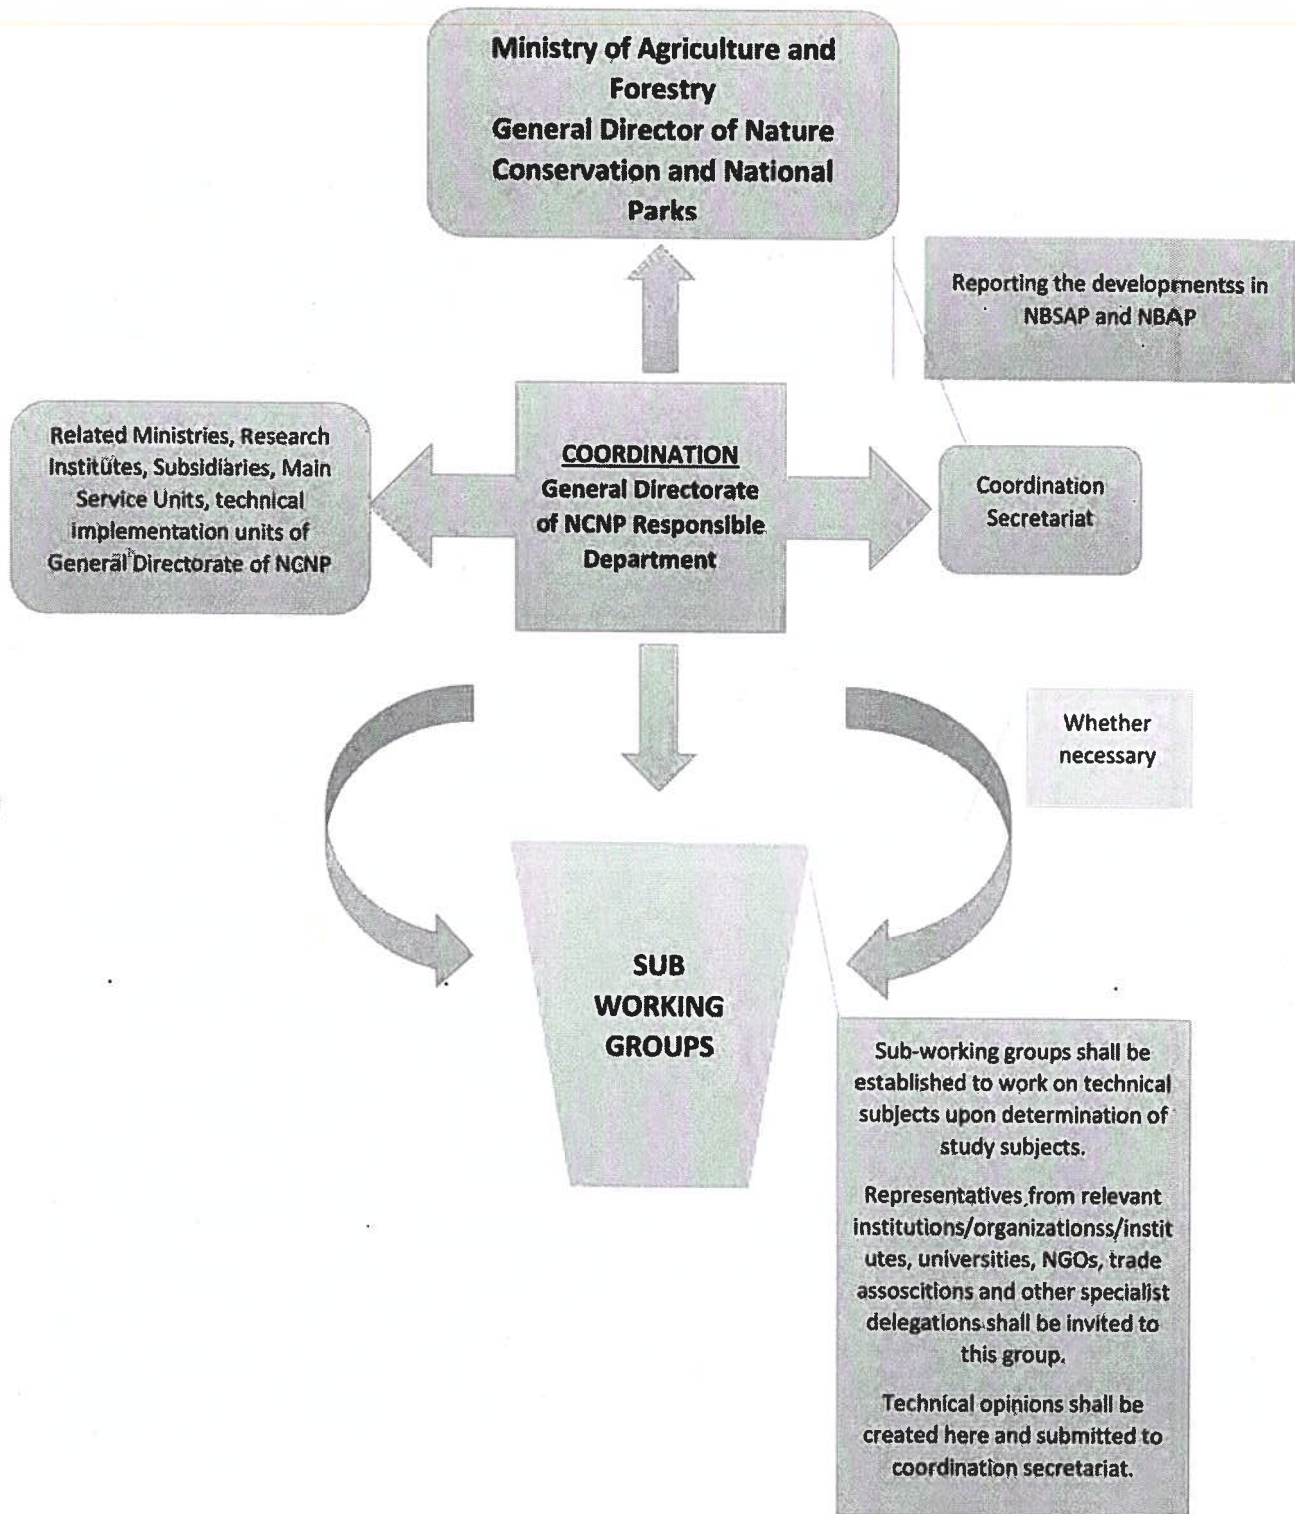 Ministry of Agriculture and
Forestry
General Director of Nature
Conservation and National
Parks
Reporting the developmentss in
NBSAP and NBAP
Related Ministries, Research
Institutes, Subsidiaries, Main
Service Units, technical
implementation units of
General Directorate of NCNP
COORDINATION
General Directorate
of NCNP Responsible
Department
Coordination
Secretariat
Whether
necessary
SUB
WORKING
GROUPS
Sub-working groups shall be
established to work on technical
subjects upon determination of
study subjects.
Representatives from relevant
institutions/organizationss/instit
utes, universities, NGOs, trade
assoscitions and other specialist
delegations shall be invited to
this group.
Technical opinions shall be
created here and submitted to
coordination secretariat.